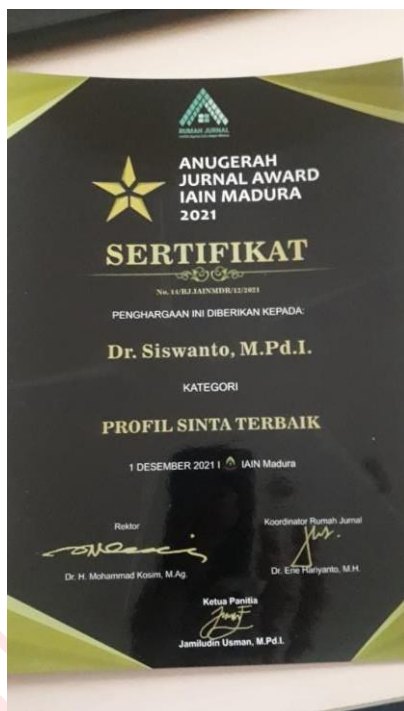 RUMAH JURNAL
ANUGERAH
JURNAL AWARD
IAIN MADURA
2021
SERTIFIKAT
No. 14/RJ.IAINMDR/12/2021
PENGHARGAAN INI DIBERIKAN KEPADA:
Dr. Siswanto, M.Pd.I.
KATEGORI
PROFIL SINTA TERBAIK
1 DESEMBER 2021 I IAIN Madura
Rektor
Dr. H. Mohammad Kosim, M.Ag.
Koordinator Rumah Jurnal
Dr. Erie Hariyanto, M.H.
Ketua Panitia
Jamiludin Usman, M.Pd.I.